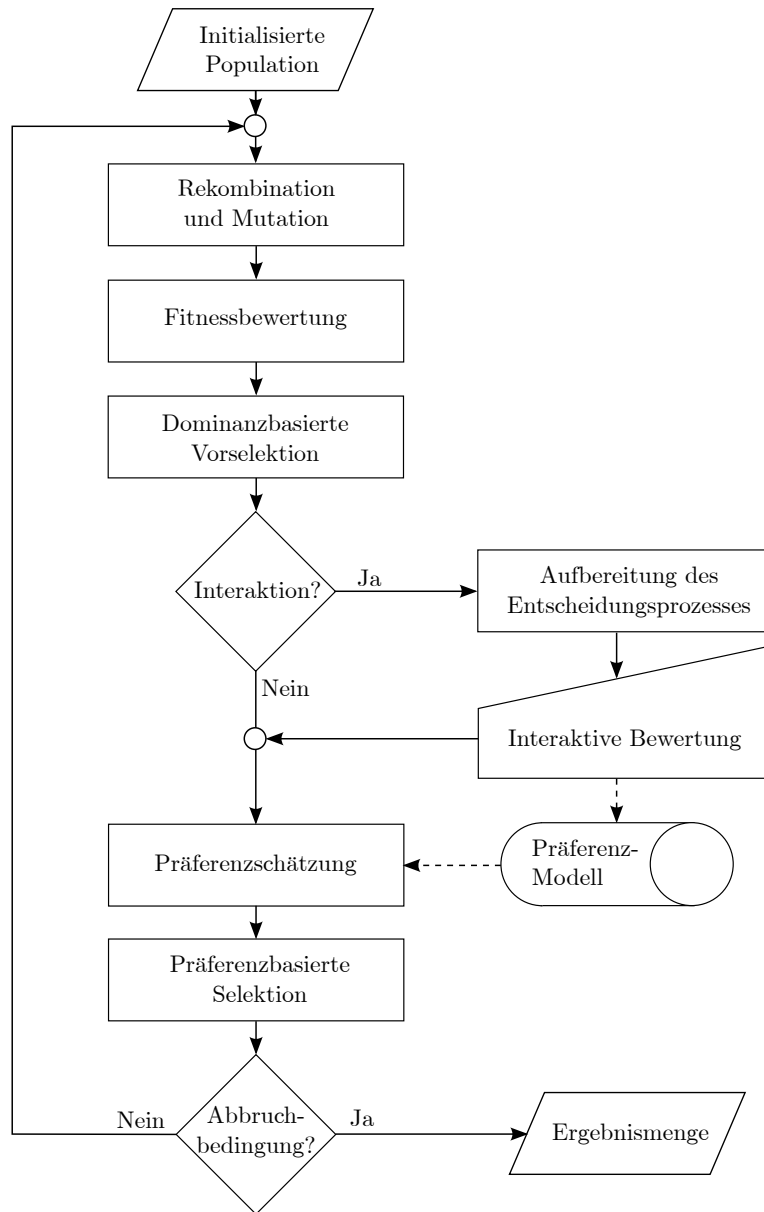 Initialisierte
Population
Rekombination
und Mutation
Fitnessbewertung
Dominanzbasierte
Vorselektion
Interaktion?
Ja
Aufbereitung des
Entscheidungsprozesses
Nein
Interaktive Bewertung
Präferenzschätzung
Präferenz-
Modell
Präferenzbasierte
Selektion
Nein
Abbruch-
bedingung?
Ja
Ergebnismenge